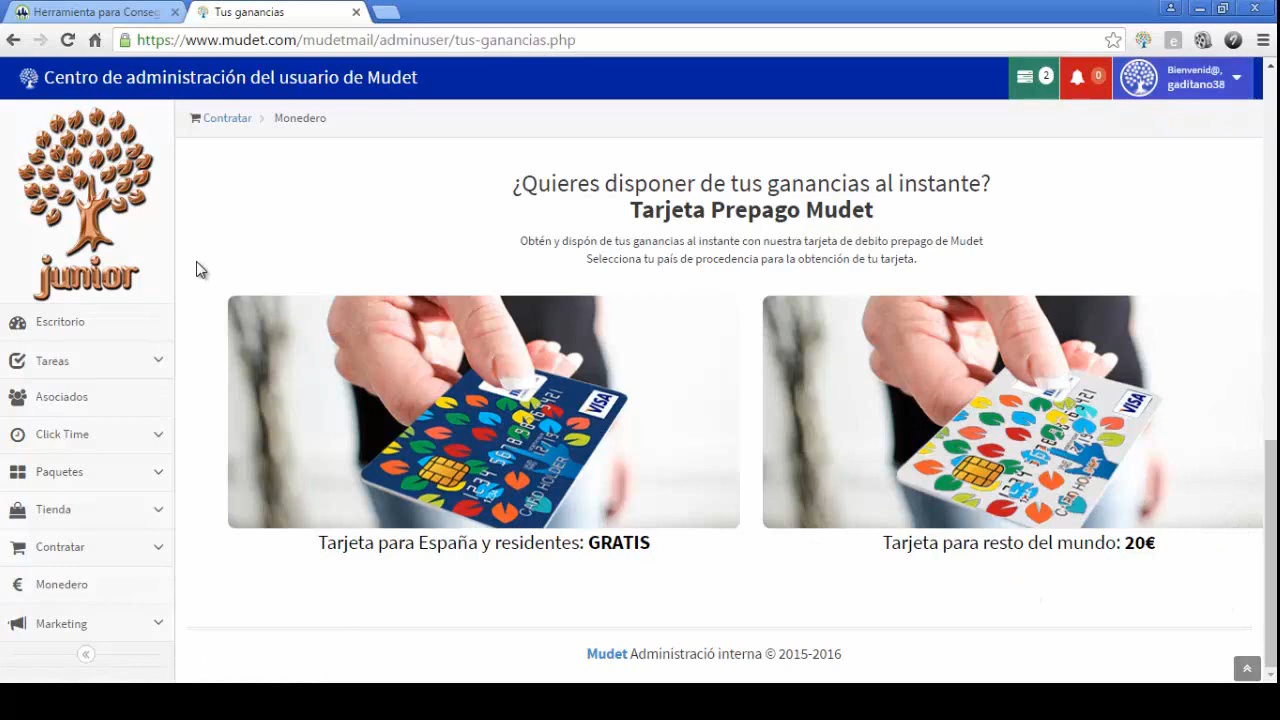 Herramienta para Conseg
Tus ganancias
https://www.mudet.com/mudetmail/adminuser/tus-ganancias.php
Centro de administración del usuario de Mudet
2
0
Bienvenid@,
gaditano38
junior
Contratar
Monedero
Escritorio
Tareas
Asociados
Click Time
Paquetes
Tienda
Contratar
Monedero
Marketing
¿Quieres disponer de tus ganancias al instante?
Tarjeta Prepago Mudet
Obtén y dispón de tus ganancias al instante con nuestra tarjeta de debito prepago de Mudet
Selecciona tu país de procedencia para la obtención de tu tarjeta.
VISA
CARD HOLDER
VISA
CARD HOLDER
Tarjeta para España y residentes: GRATIS
Tarjeta para resto del mundo: 20€
Mudet Administració interna © 2015-2016